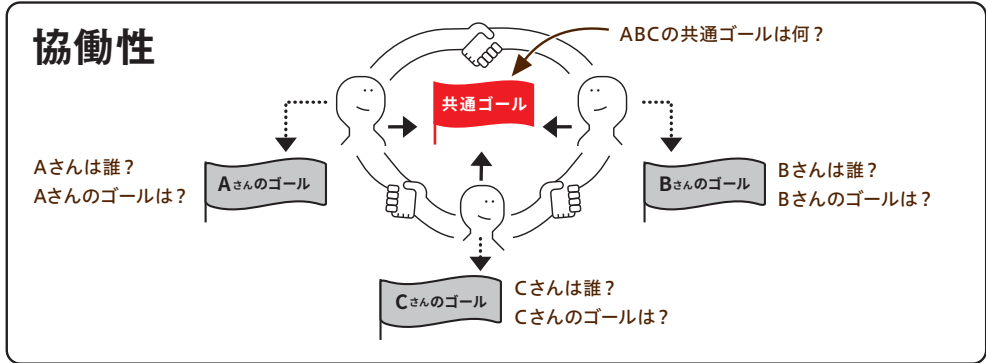 協働性
ABCの共通ゴールは何？
共通ゴール
Aさんは誰？
Aさんのゴールは？
Aさんのゴール
Bさんのゴール
Bさんは誰？
Bさんのゴールは？
Cさんのゴール
Cさんは誰？
Cさんのゴールは？